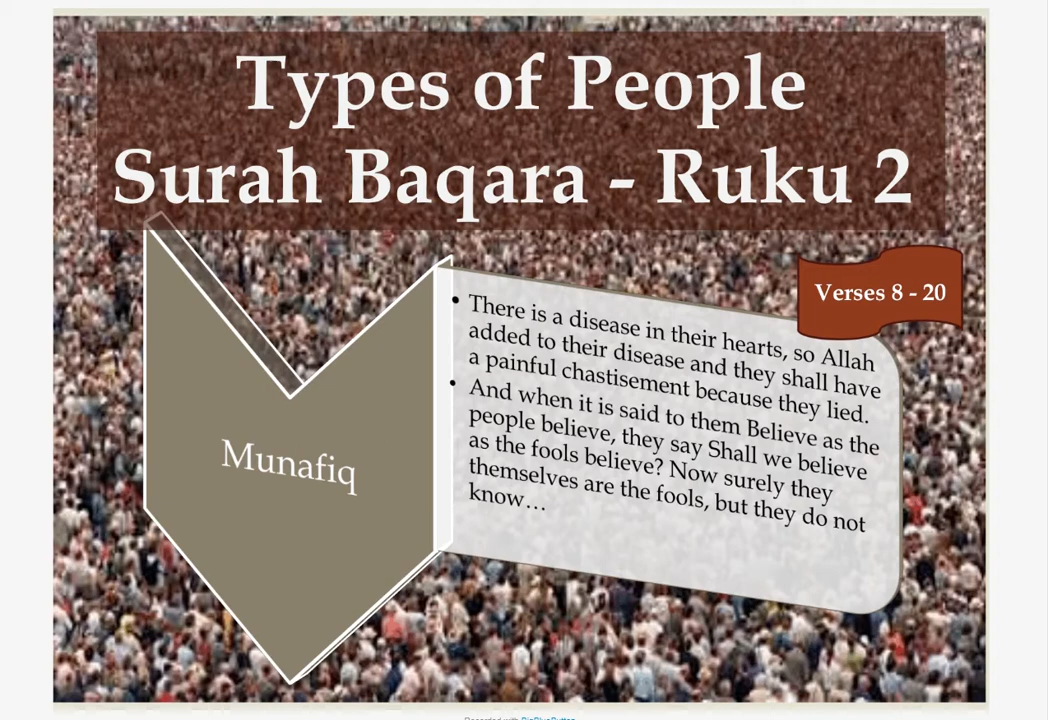 Types of People
Surah Baqara - Ruku 2
Verses 8 - 20
Munafiq
• There is a disease in their hearts, so Allah
added to their disease and they shall have
a painful chastisement because they lied.
• And when it is said to them Believe as the
people believe, they say Shall we believe
as the fools believe? Now surely they
themselves are the fools, but they do not
know…
Recorded with BigBlueButton